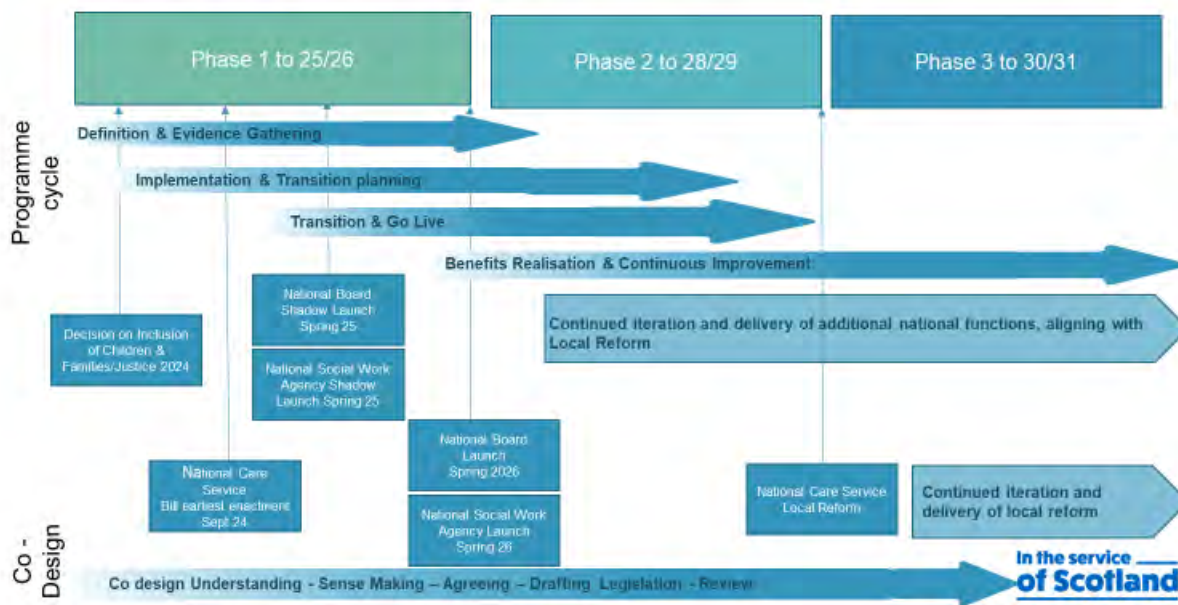 Phase 1 to 25/26
Phase 2 to 28/29
Phase 3 to 30/31
Programme
cycle
Definition & Evidence Gathering
Implementation & Transition planning
Transition & Go Live
Benefits Realisation & Continuous Improvement
National Board
Shadow Launch
Spring 25
Continued iteration and delivery of additional national functions, aligning with
Local Reform
Decision on Inclusion
of Children &
Families/Justice 2024
National Social Work
Agency Shadow
Launch Spring 25
National Board
Launch
Spring 2026
National Care
Service
Bill earliest enactment
Sept 24
National Care Service
Local Reform
Continued iteration and
delivery of local reform
National Social Work
Agency Launch
Spring 26
Co -
Design
Co design Understanding - Sense Making – Agreeing – Drafting Legislation - Review
In the service
of Scotland